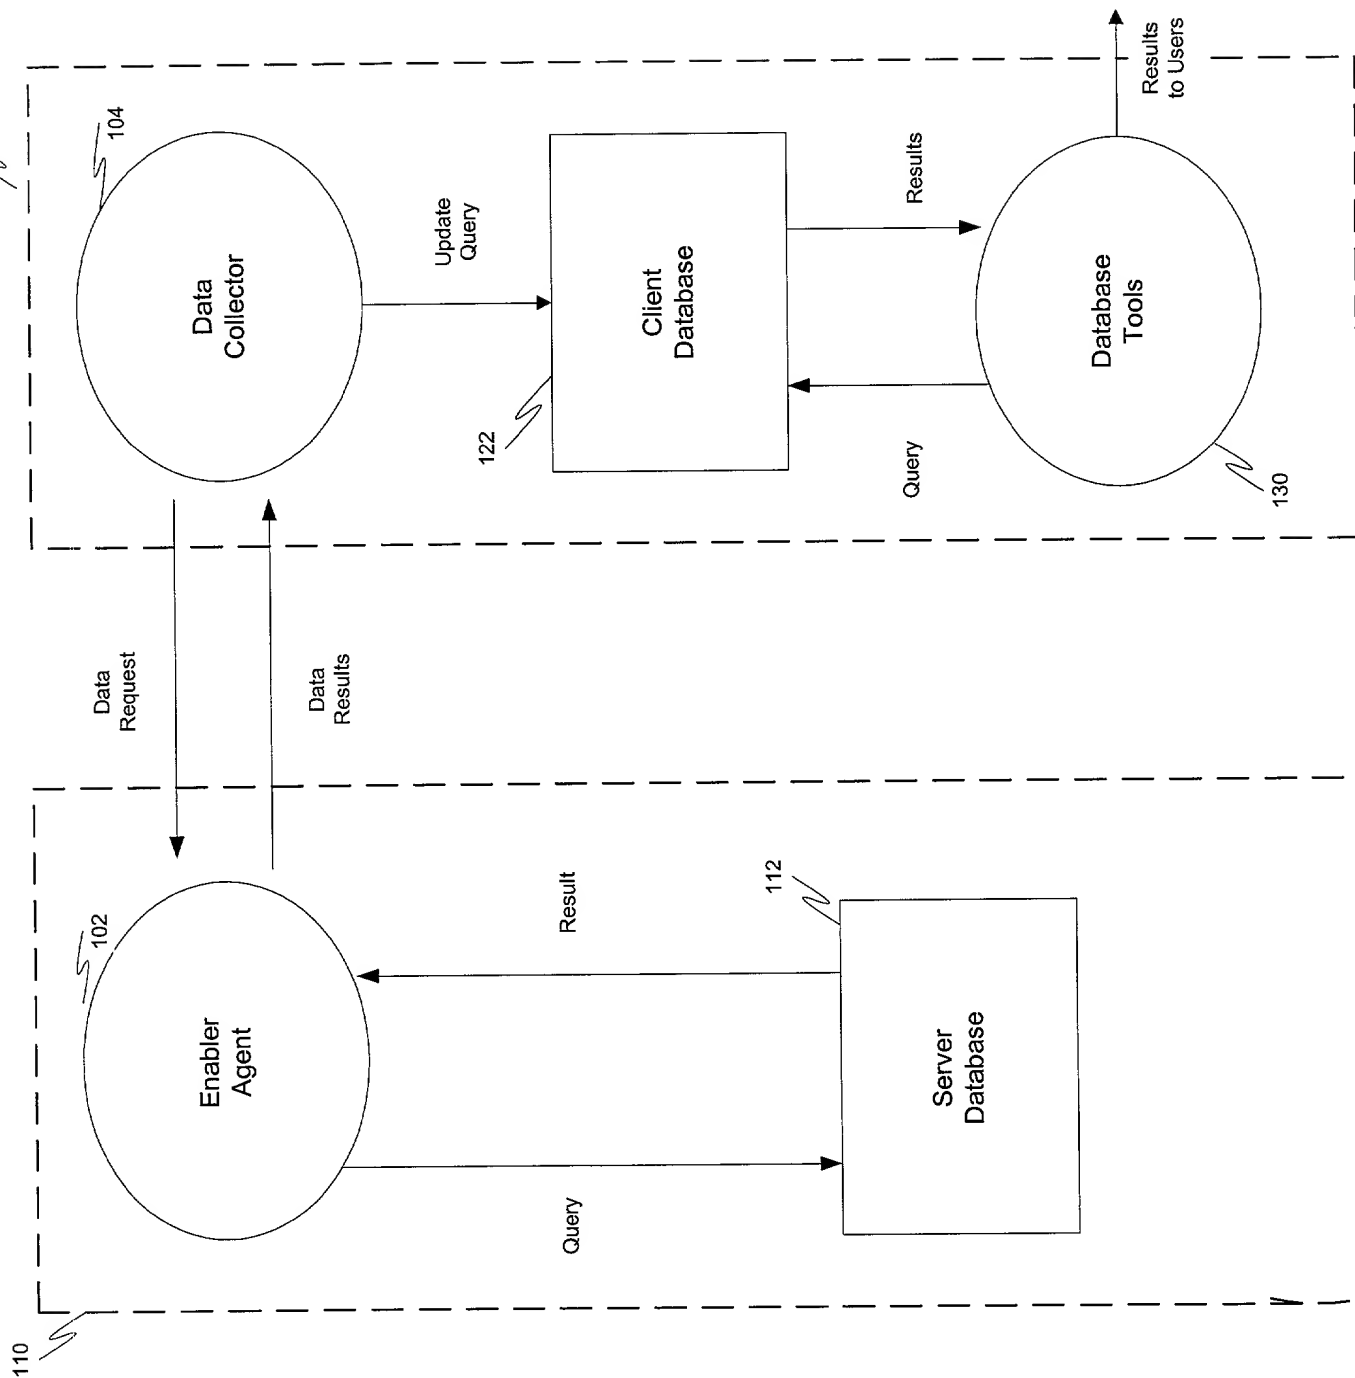 110
102
Enabler
Agent
Query
Result
112
Server
Database
Data
Request
Data
Results
104
Data
Collector
Update
Query
122
Client
Database
Query
Results
Database
Tools
130
Results
to Users